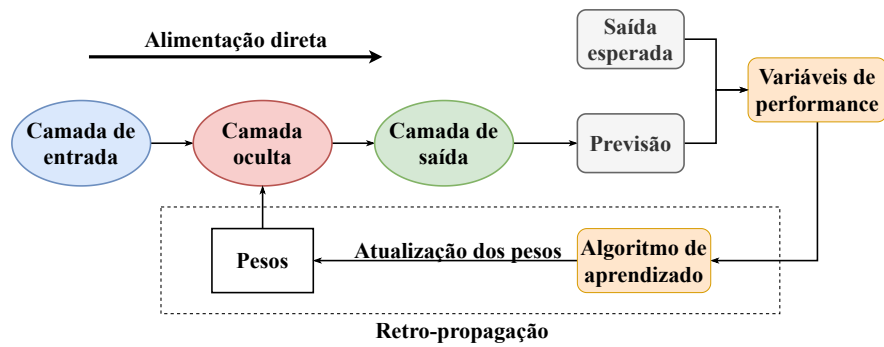 Alimentação direta
Saída
esperada
Variáveis de
performance
Camada de
entrada
Camada
oculta
Camada de
saída
Previsão
Pesos
Atualização dos pesos
Algoritmo de
aprendizado
Retro-propagação